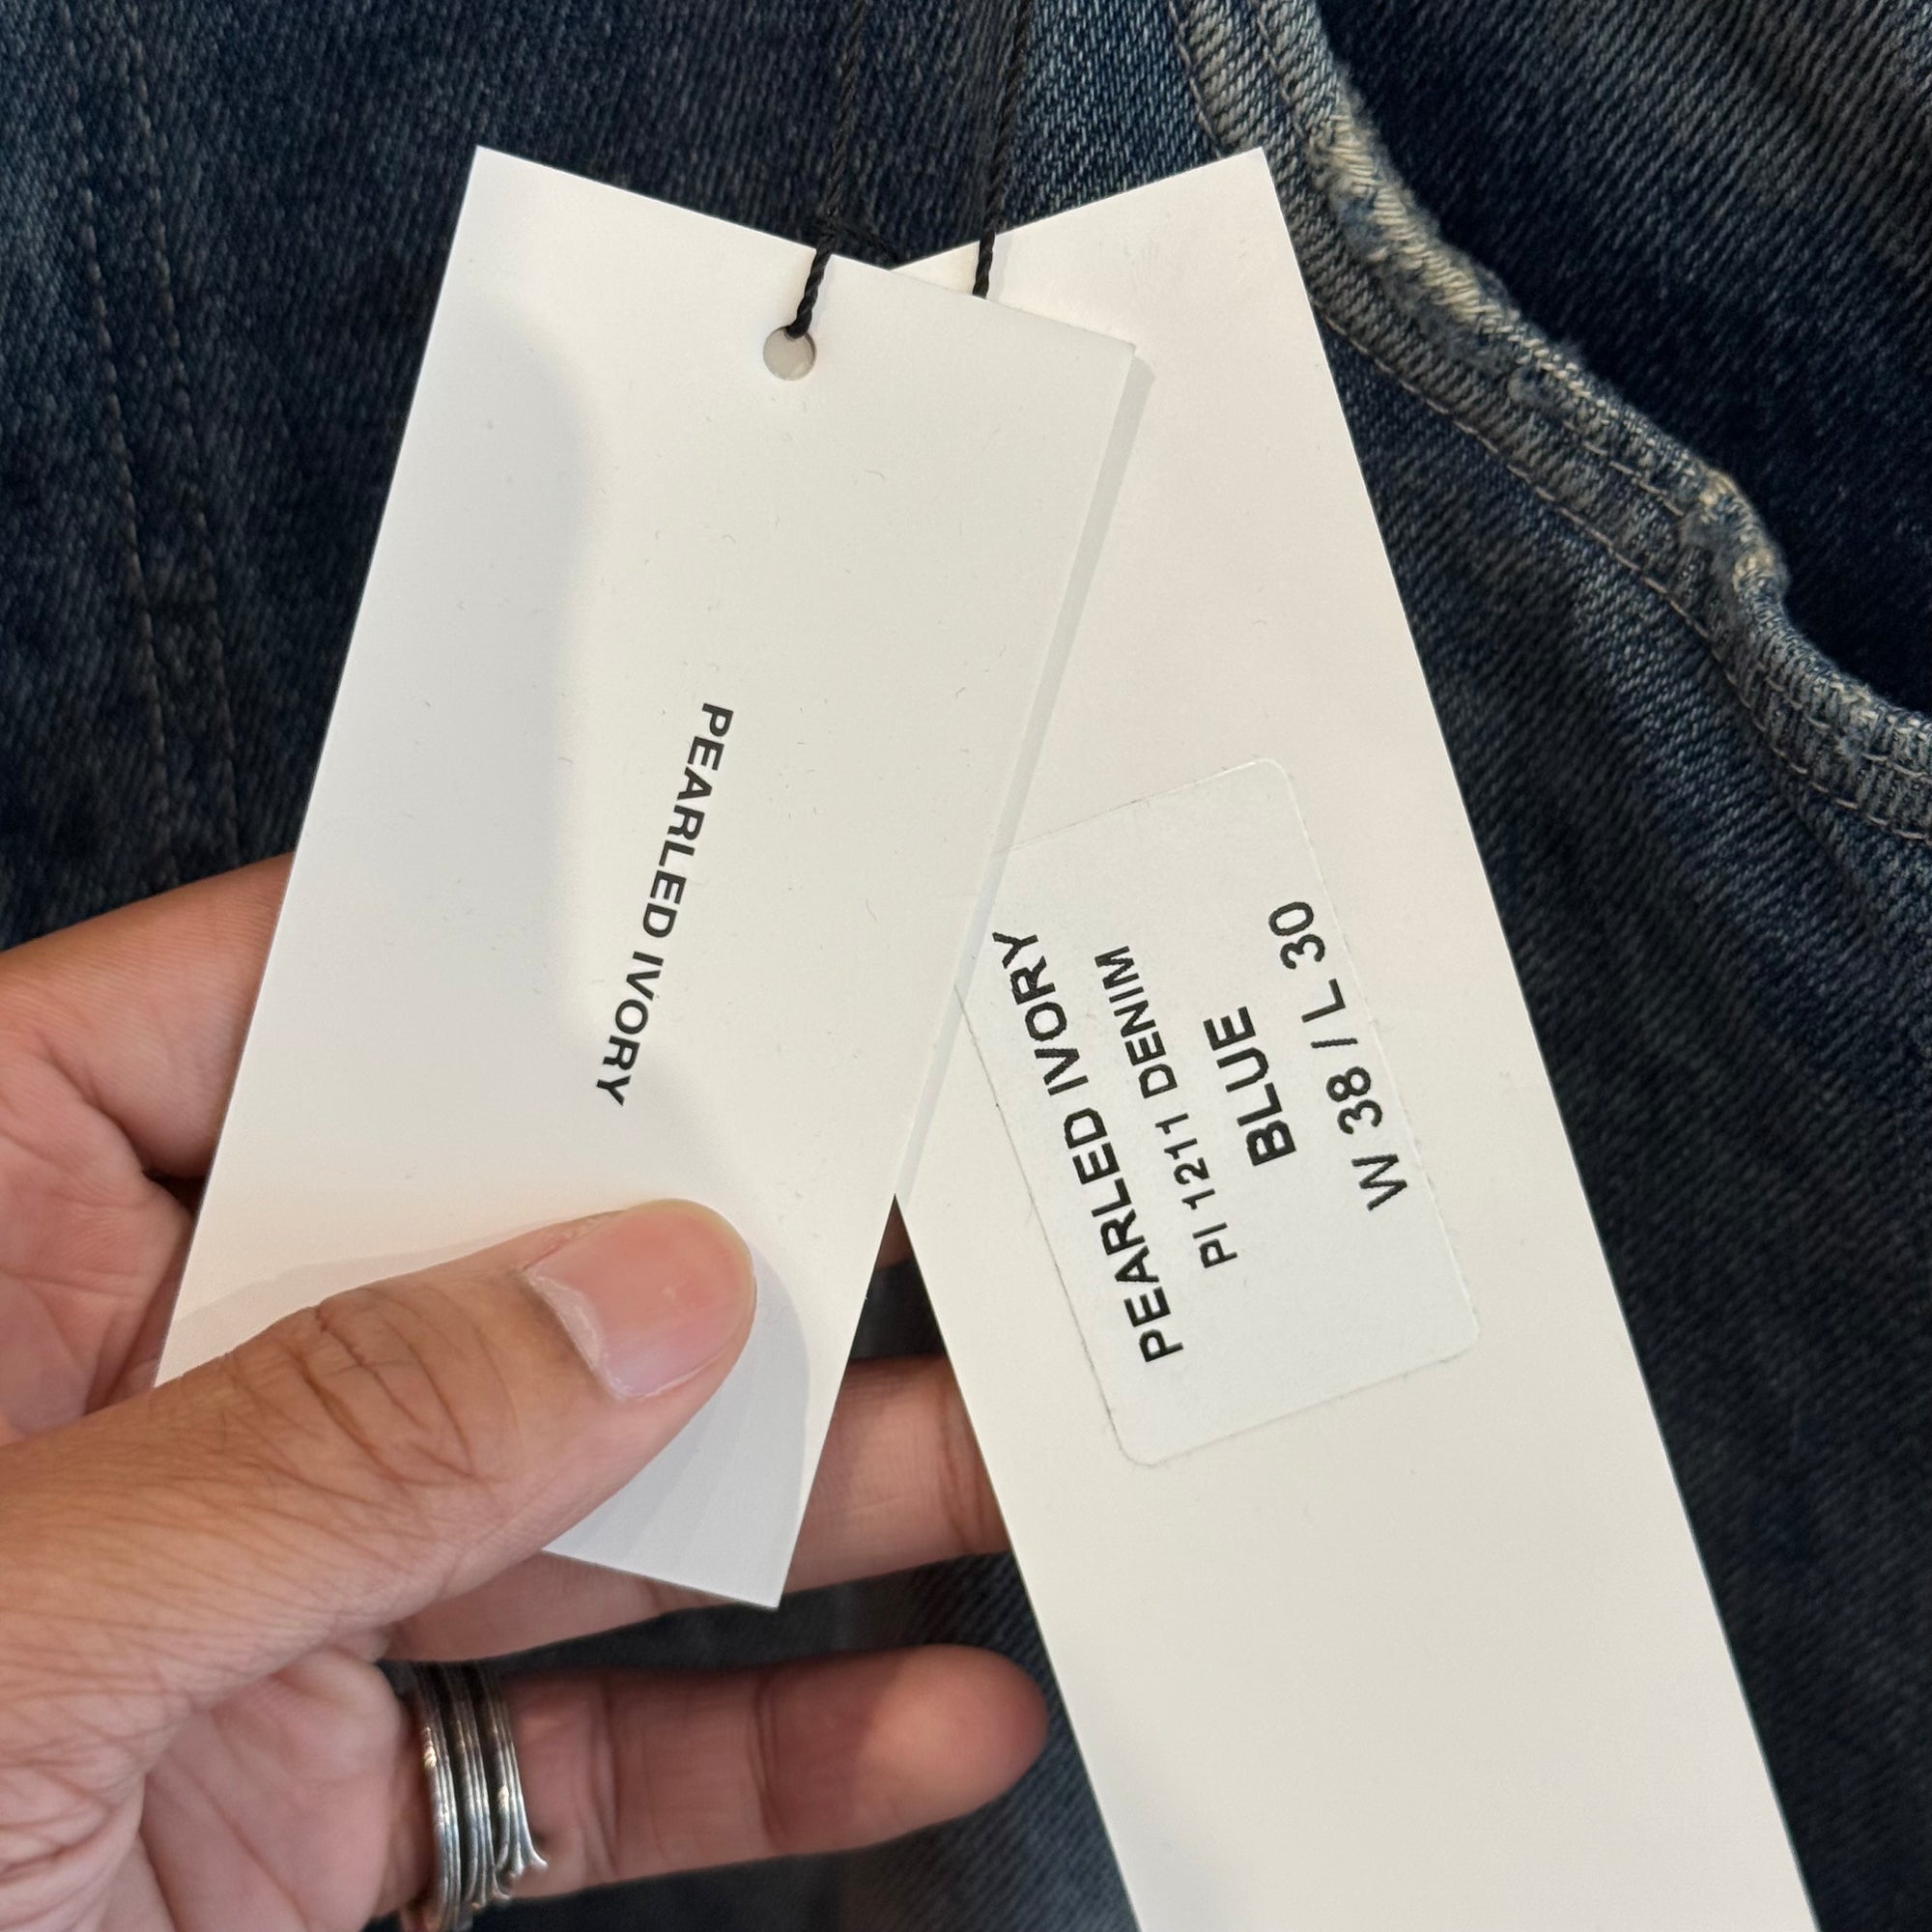 PEARLED IVORY
PEARLED IVORY
PI 1211 DENIM
BLUE
W 38 / L 30